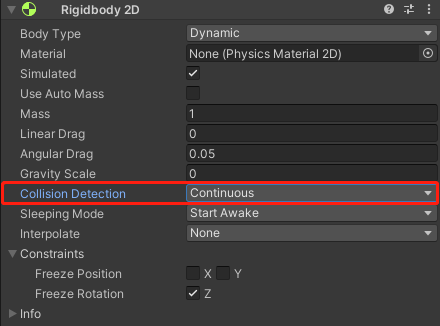 Rigidbody 2D
Body Type Dynamic
Material None (Physics Material 2D)
Simulated
Use Auto Mass
Mass 1
Linear Drag 0
Angular Drag 0.05
Gravity Scale 0
Collision Detection Continuous
Sleeping Mode Start Awake
Interpolate None
Constraints
Freeze Position X Y
Freeze Rotation Z
Info